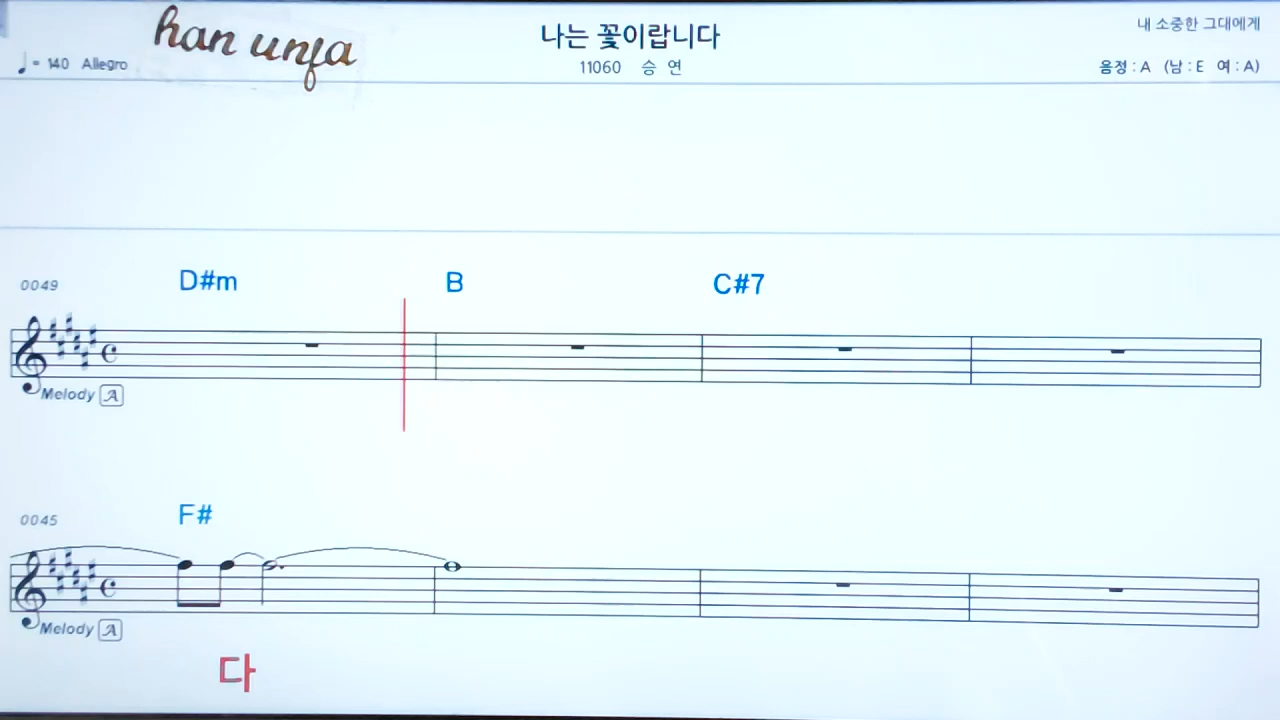 han unfa
나는 꽃이랍니다
내 소중한 그대에게
♩= 140 Allegro
11060 승 연
음정 : A (남 : E 여 : A)
0049
D#m B C#7
Melody A
0045
F#
Melody A
다